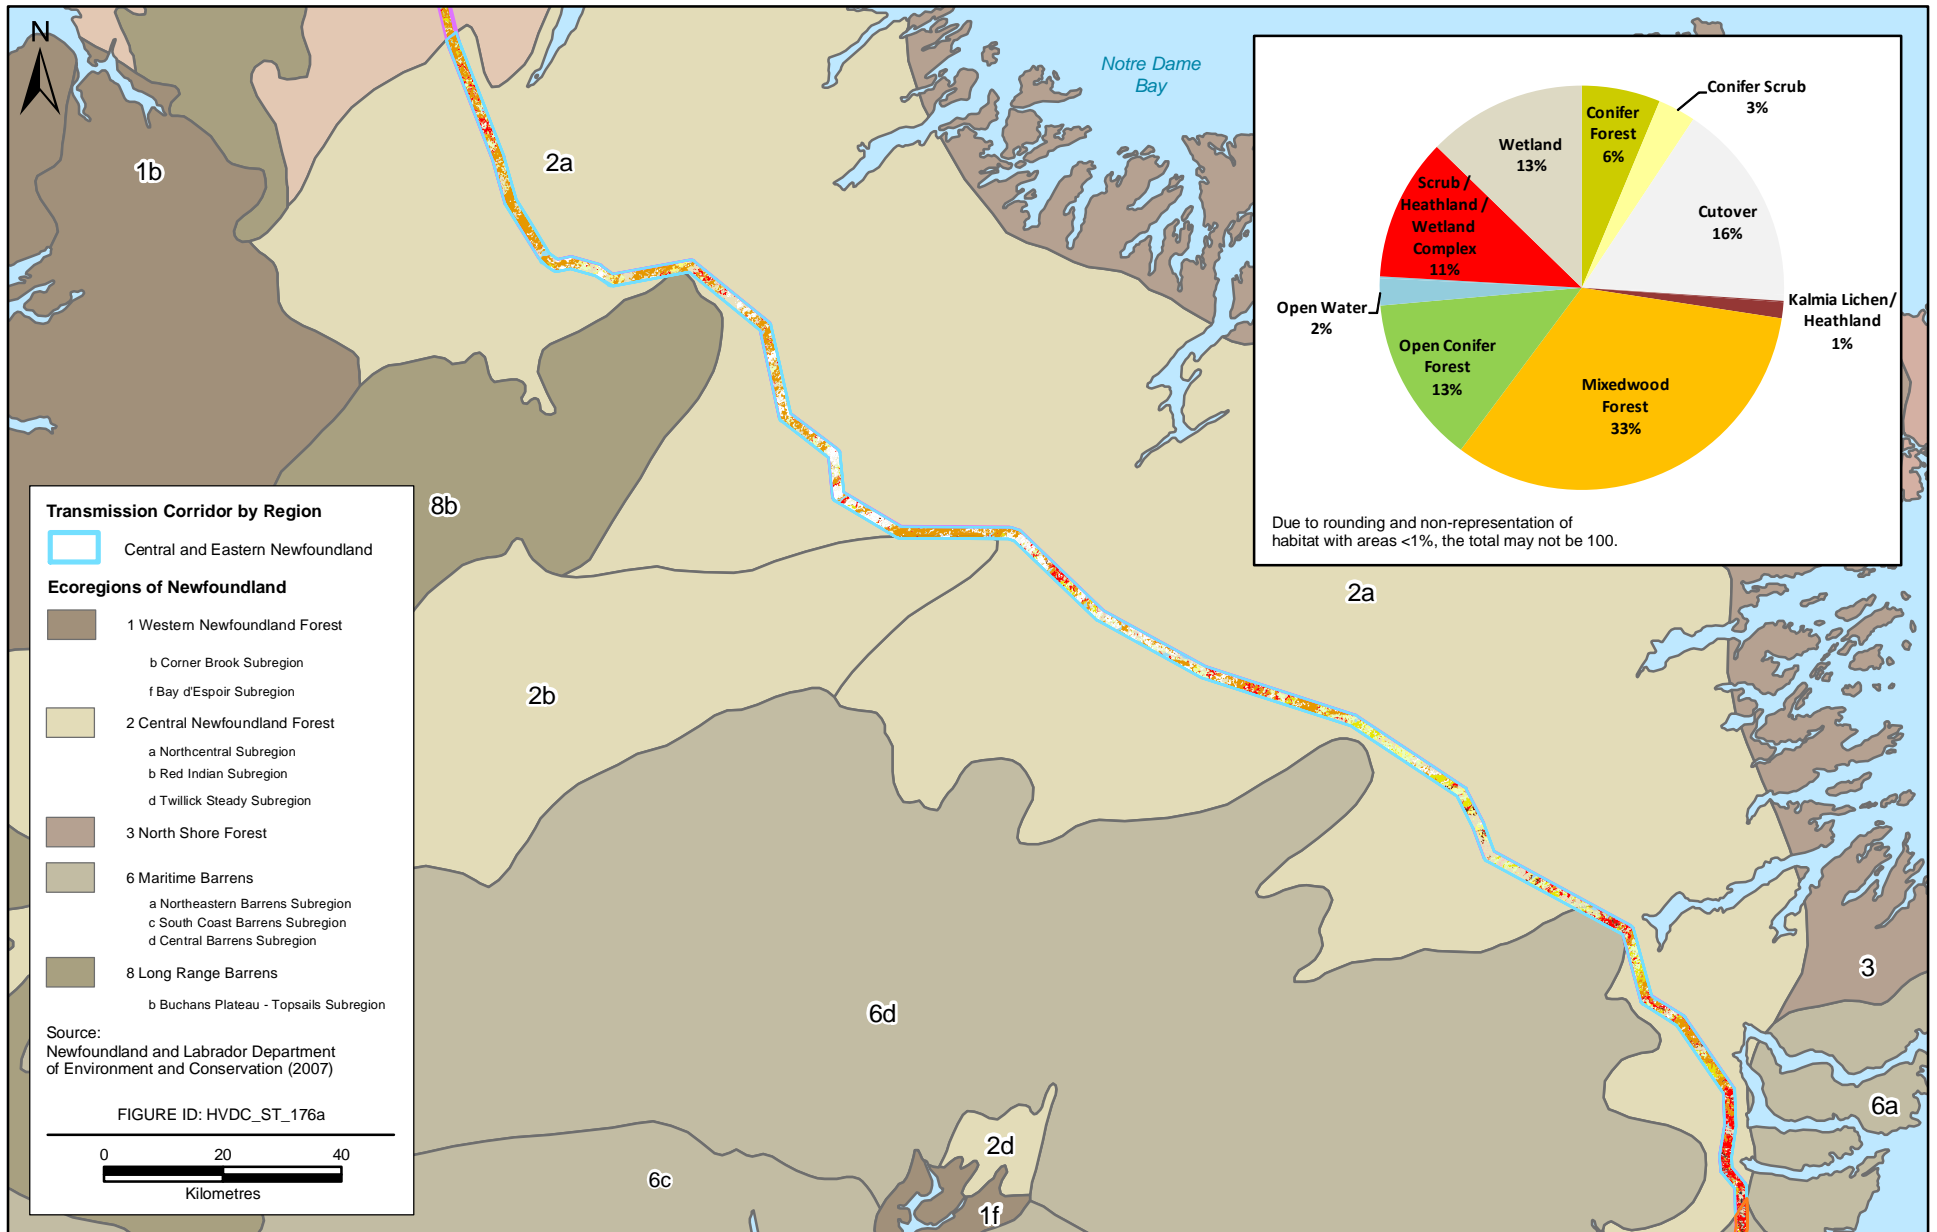 N
Notre Dame
Bay
1b
2a
8b
2b
2a
6d
3
6a
2d
6c
1f
Conifer Scrub
3%
Conifer
Forest
6%
Wetland
13%
Cutover
16%
Scrub /
Heathland /
Wetland
Complex
11%
Kalmia Lichen/
Heathland
1%
Open Water
2%
Open Conifer
Forest
13%
Mixedwood
Forest
33%
Due to rounding and non-representation of
habitat with areas <1%, the total may not be 100.
Transmission Corridor by Region
Central and Eastern Newfoundland
Ecoregions of Newfoundland
1 Western Newfoundland Forest
b Corner Brook Subregion
f Bay d'Espoir Subregion
2 Central Newfoundland Forest
a Northcentral Subregion
b Red Indian Subregion
d Twillick Steady Subregion
3 North Shore Forest
6 Maritime Barrens
a Northeastern Barrens Subregion
c South Coast Barrens Subregion
d Central Barrens Subregion
8 Long Range Barrens
b Buchans Plateau - Topsails Subregion
Source:
Newfoundland and Labrador Department
of Environment and Conservation (2007)
FIGURE ID: HVDC_ST_176a
0 20 40
Kilometres